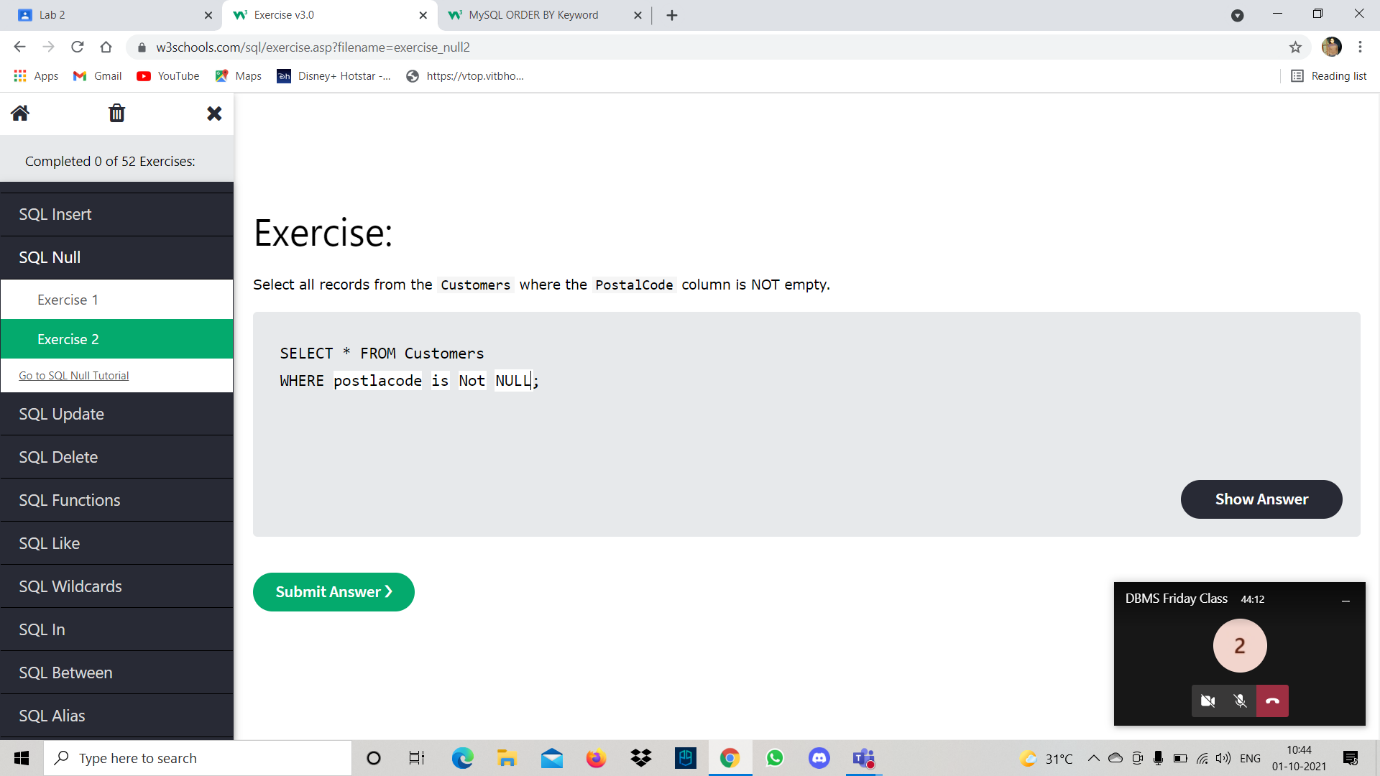 Lab 2
Exercise v3.0
MySQL ORDER BY Keyword
w3schools.com/sql/exercise.asp?filename=exercise_null2
Apps
Gmail
YouTube
Maps
Disney+ Hotstar -...
https://vtop.vitbho...
Reading list
Completed 0 of 52 Exercises:
SQL Insert
SQL Null
Exercise 1
Exercise 2
Go to SQL Null Tutorial
SQL Update
SQL Delete
SQL Functions
SQL Like
SQL Wildcards
SQL In
SQL Between
SQL Alias
Exercise:
Select all records from the Customers where the PostalCode column is NOT empty.
SELECT * FROM Customers
WHERE postlacode is Not NULL;
Show Answer
Submit Answer ❯
DBMS Friday Class 44:12
2
Type here to search
31°C
ENG
10:44
01-10-2021